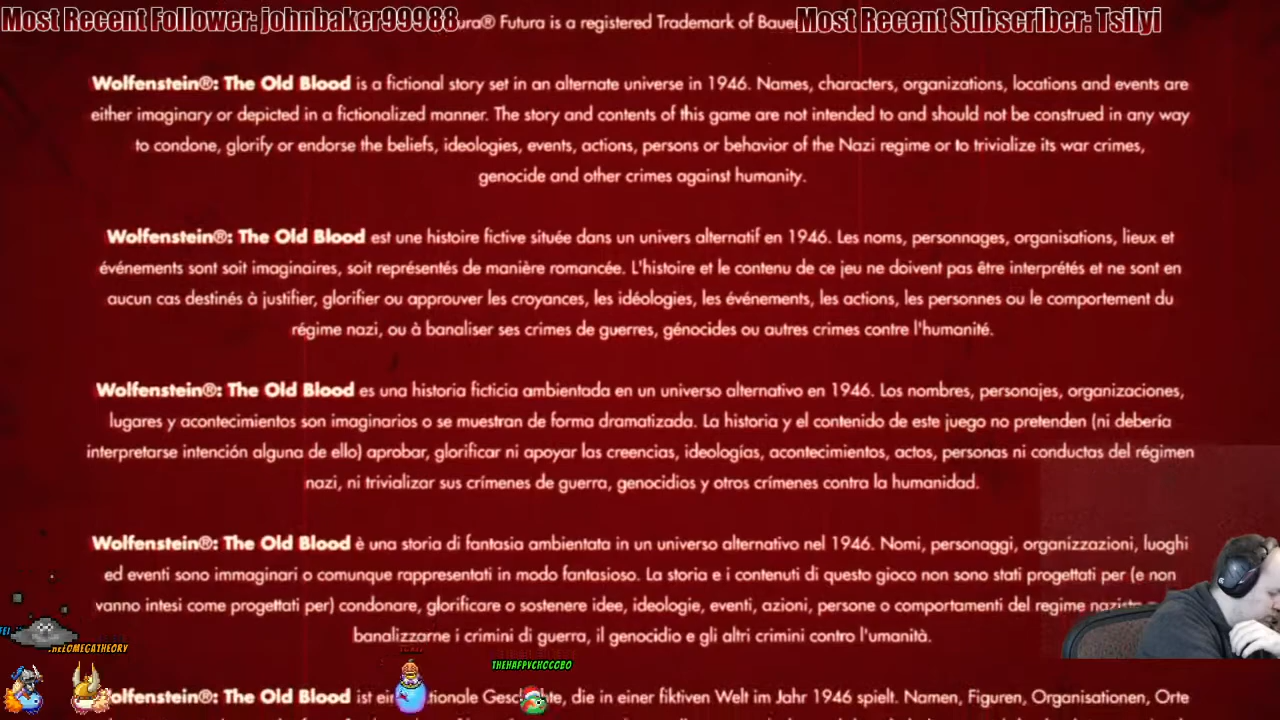 Most Recent Follower: johnbaker99988
ura® Futura is a registered Trademark of Bauer
Most Recent Subscriber: Tsilyi
Wolfenstein®: The Old Blood is a fictional story set in an alternate universe in 1946. Names, characters, organizations, locations and events are
either imaginary or depicted in a fictionalized manner. The story and contents of this game are not intended to and should not be construed in any way
to condone, glorify or endorse the beliefs, ideologies, events, actions, persons or behavior of the Nazi regime or to trivialize its war crimes,
genocide and other crimes against humanity.
Wolfenstein®: The Old Blood est une histoire fictive située dans un univers alternatif en 1946. Les noms, personnages, organisations, lieux et
événements sont soit imaginaires, soit représentés de manière romancée. L'histoire et le contenu de ce jeu ne doivent pas être interprétés et ne sont en
aucun cas destinés à justifier, glorifier ou approuver les croyances, les idéologies, les événements, les actions, les personnes ou le comportement du
régime nazi, ou à banaliser ses crimes de guerres, génocides ou autres crimes contre l'humanité.
Wolfenstein®: The Old Blood es una historia ficticia ambientada en un universo alternativo en 1946. Los nombres, personajes, organizaciones,
lugares y acontecimientos son imaginarios o se muestran de forma dramatizada. La historia y el contenido de este juego no pretenden (ni debería
interpretarse intención alguna de ello) aprobar, glorificar ni apoyar las creencias, ideologías, acontecimientos, actos, personas ni conductas del régimen
nazi, ni trivializar sus crímenes de guerra, genocidios y otros crímenes contra la humanidad.
Wolfenstein®: The Old Blood è una storia di fantasia ambientata in un universo alternativo nel 1946. Nomi, personaggi, organizzazioni, luoghi
ed eventi sono immaginari o comunque rappresentati in modo fantasioso. La storia e i contenuti di questo gioco non sono stati progettati per (e non
vanno intesi come progettati per) condonare, glorificare o sostenere idee, ideologie, eventi, azioni, persone o comportamenti del regime
banalizzarne i crimini di guerra, il genocidio e gli altri crimini contro l'umanità.
THEHAPPYCHOCOBO
Wolfenstein®: The Old Blood ist die in einer fiktiven Welt im Jahr 1946 spielt. Namen, Figuren, Organisationen, Orte